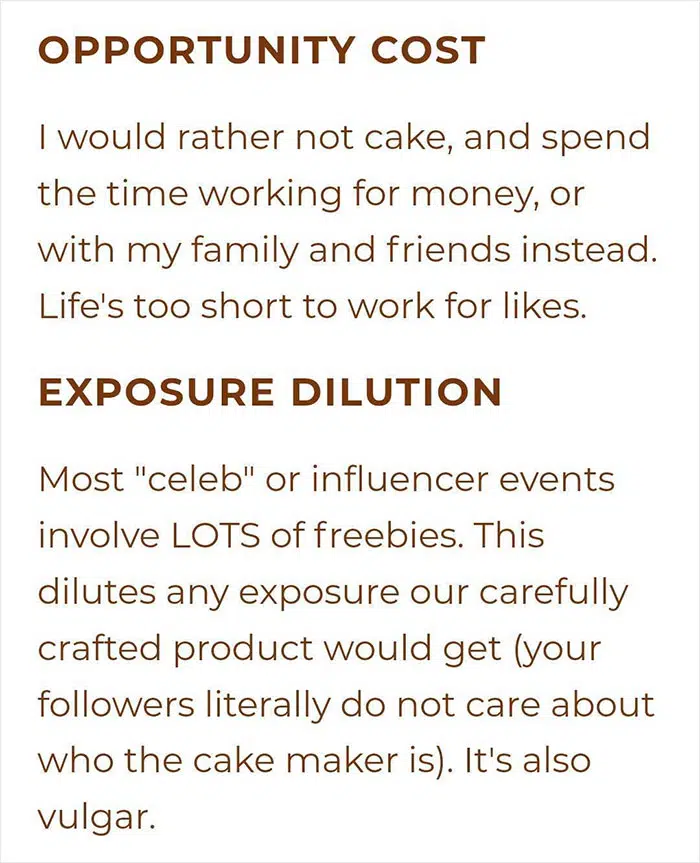 OPPORTUNITY COST
I would rather not cake, and spend
the time working for money, or
with my family and friends instead.
Life's too short to work for likes.
EXPOSURE DILUTION
Most "celeb" or influencer events
involve LOTS of freebies. This
dilutes any exposure our carefully
crafted product would get (your
followers literally do not care about
who the cake maker is). It's also
vulgar.